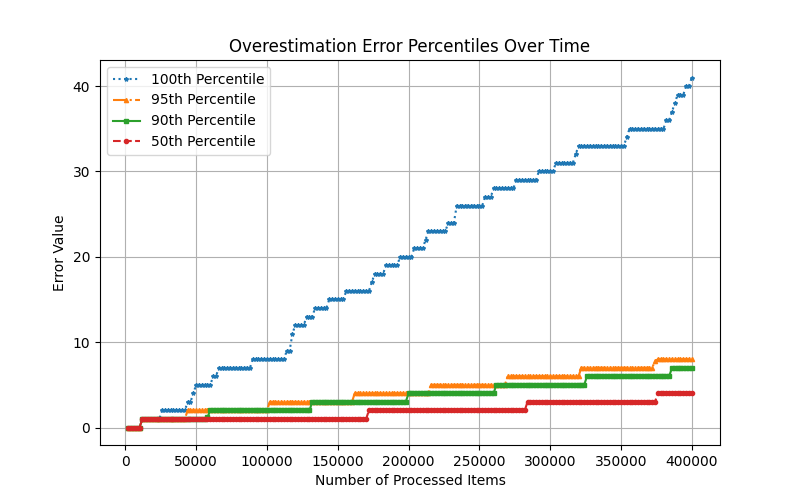 Overestimation Error Percentiles Over Time
100th Percentile
95th Percentile
90th Percentile
50th Percentile
Error Value
40
30
20
10
0
0 50000 100000 150000 200000 250000 300000 350000 400000
Number of Processed Items